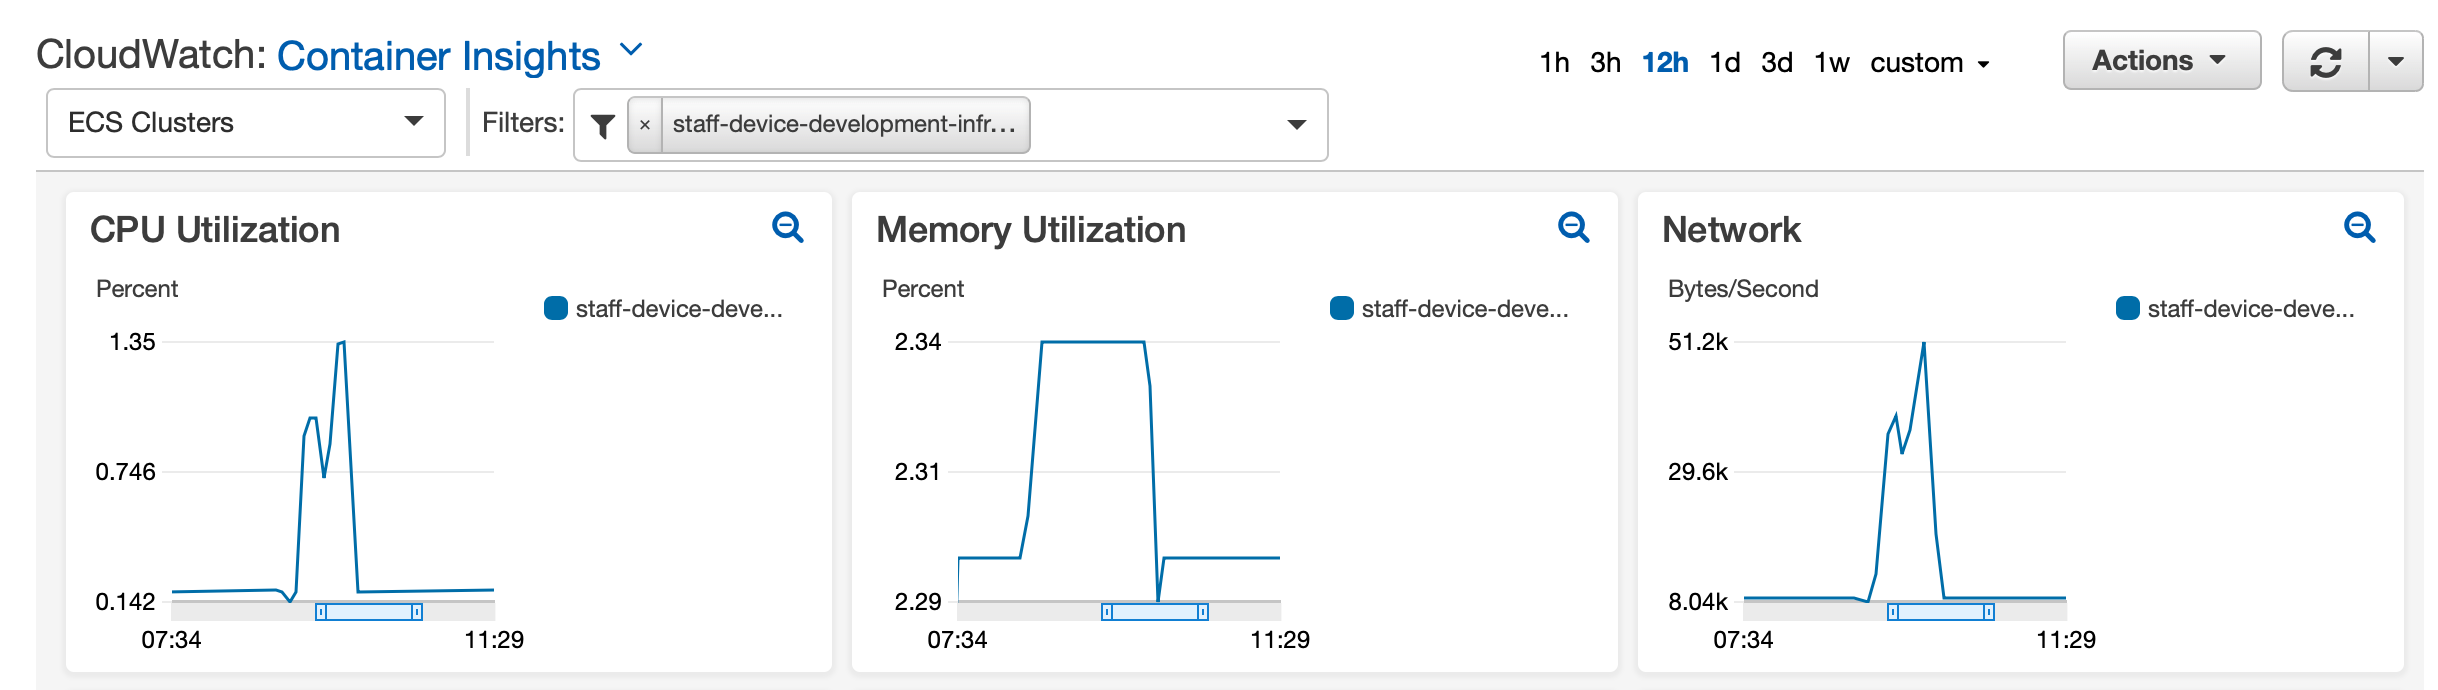 CloudWatch: Container Insights
1h 3h 12h 1d 3d 1w custom
Actions
ECS Clusters
Filters:
× staff-device-development-infr...
CPU Utilization
Percent
staff-device-deve...
1.35
0.746
0.142
07:34 11:29
Memory Utilization
Percent
staff-device-deve...
2.34
2.31
2.29
07:34 11:29
Network
Bytes/Second
staff-device-deve...
51.2k
29.6k
8.04k
07:34 11:29